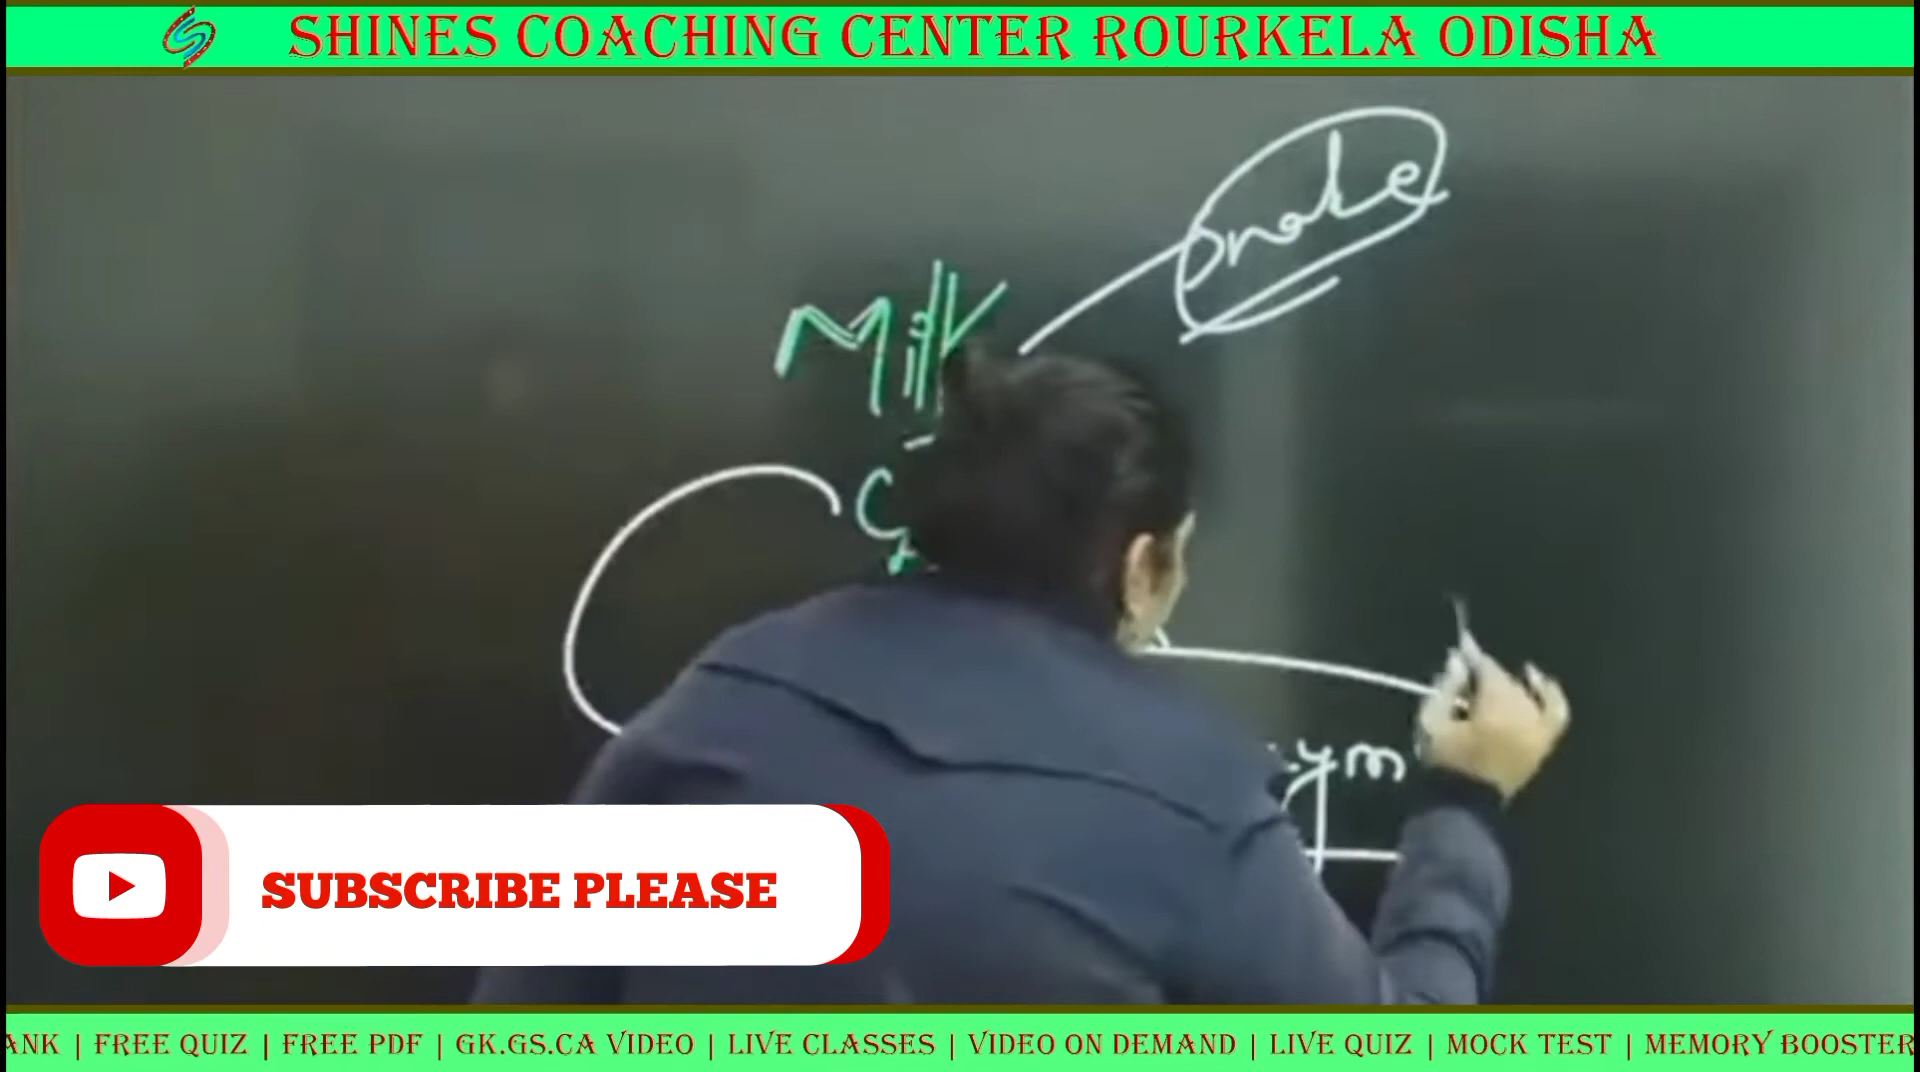 SHINES COACHING CENTER ROURKELA ODISHA
snake
Milk
SUBSCRIBE PLEASE
ANK | FREE QUIZ | FREE PDF | GK.GS.CA VIDEO | LIVE CLASSES | VIDEO ON DEMAND | LIVE QUIZ | MOCK TEST | MEMORY BOOSTER